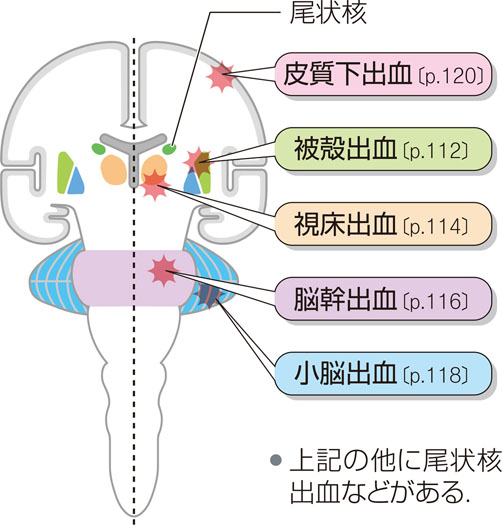 尾状核
皮質下出血〔p.120〕
被殻出血〔p.112〕
視床出血〔p.114〕
脳幹出血〔p.116〕
小脳出血〔p.118〕
●上記の他に尾状核
出血などがある.